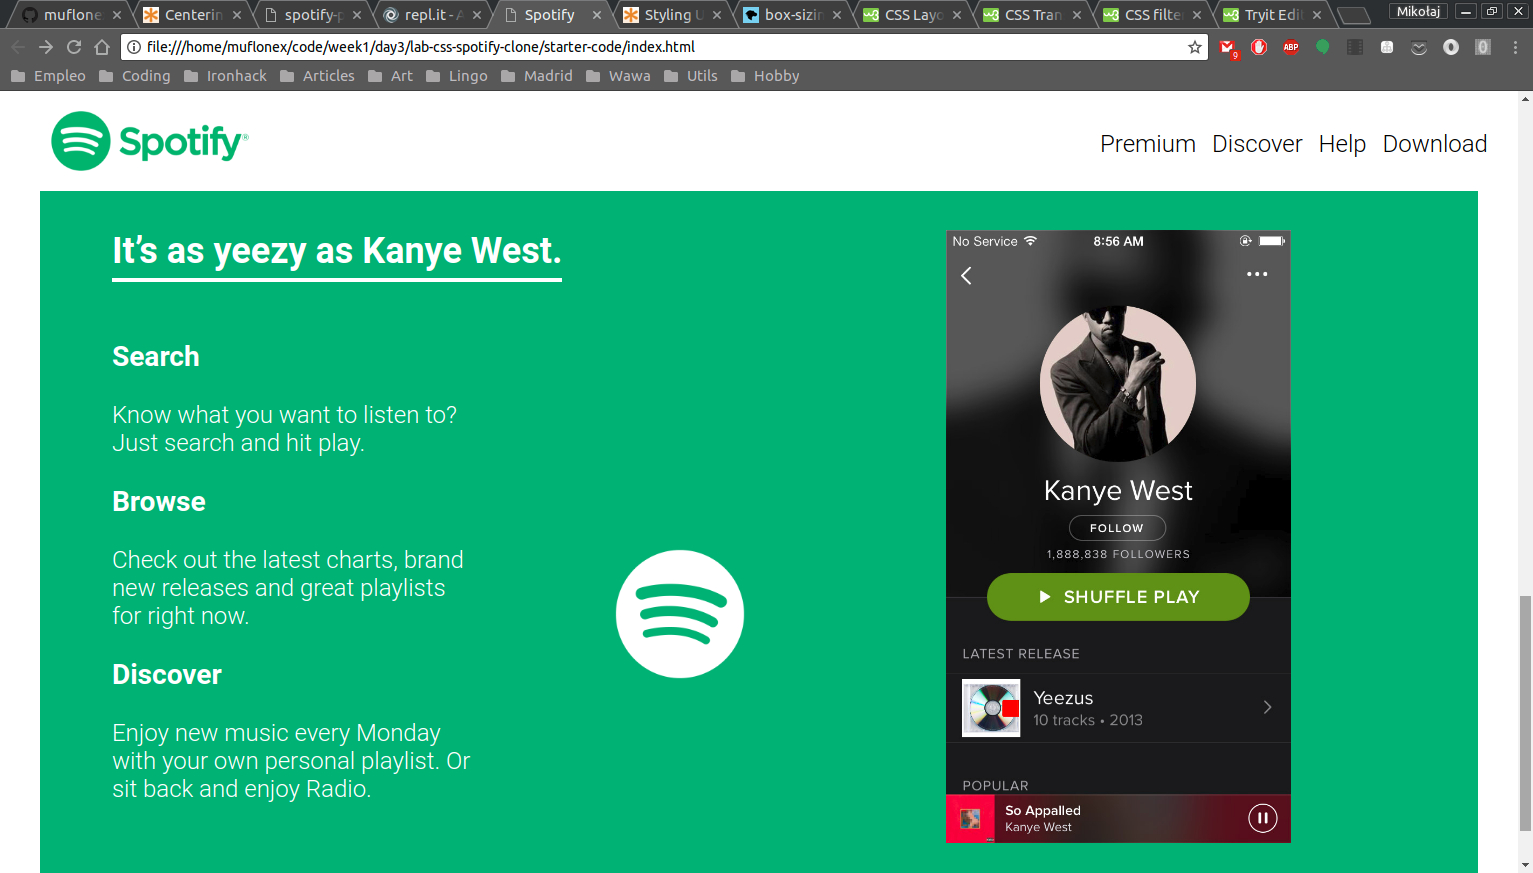 muflone
Centerin
spotify-p
repl.it - A
Spotify
Styling U
box-sizin
CSS Layo
CSS Tran
CSS filte
Tryit Edi
Mikołaj
file:///home/muflonex/code/week1/day3/lab-css-spotify-clone/starter-code/index.html
9
ABP
Empleo
Coding
Ironhack
Articles
Art
Lingo
Madrid
Wawa
Utils
Hobby
Spotify®
Premium Discover Help Download
It’s as yeezy as Kanye West.
Search
Know what you want to listen to?
Just search and hit play.
Browse
Check out the latest charts, brand
new releases and great playlists
for right now.
Discover
Enjoy new music every Monday
with your own personal playlist. Or
sit back and enjoy Radio.
No Service 8:56 AM
Kanye West
FOLLOW
1,888,838 FOLLOWERS
SHUFFLE PLAY
LATEST RELEASE
Yeezus
10 tracks • 2013
POPULAR
So Appalled
Kanye West